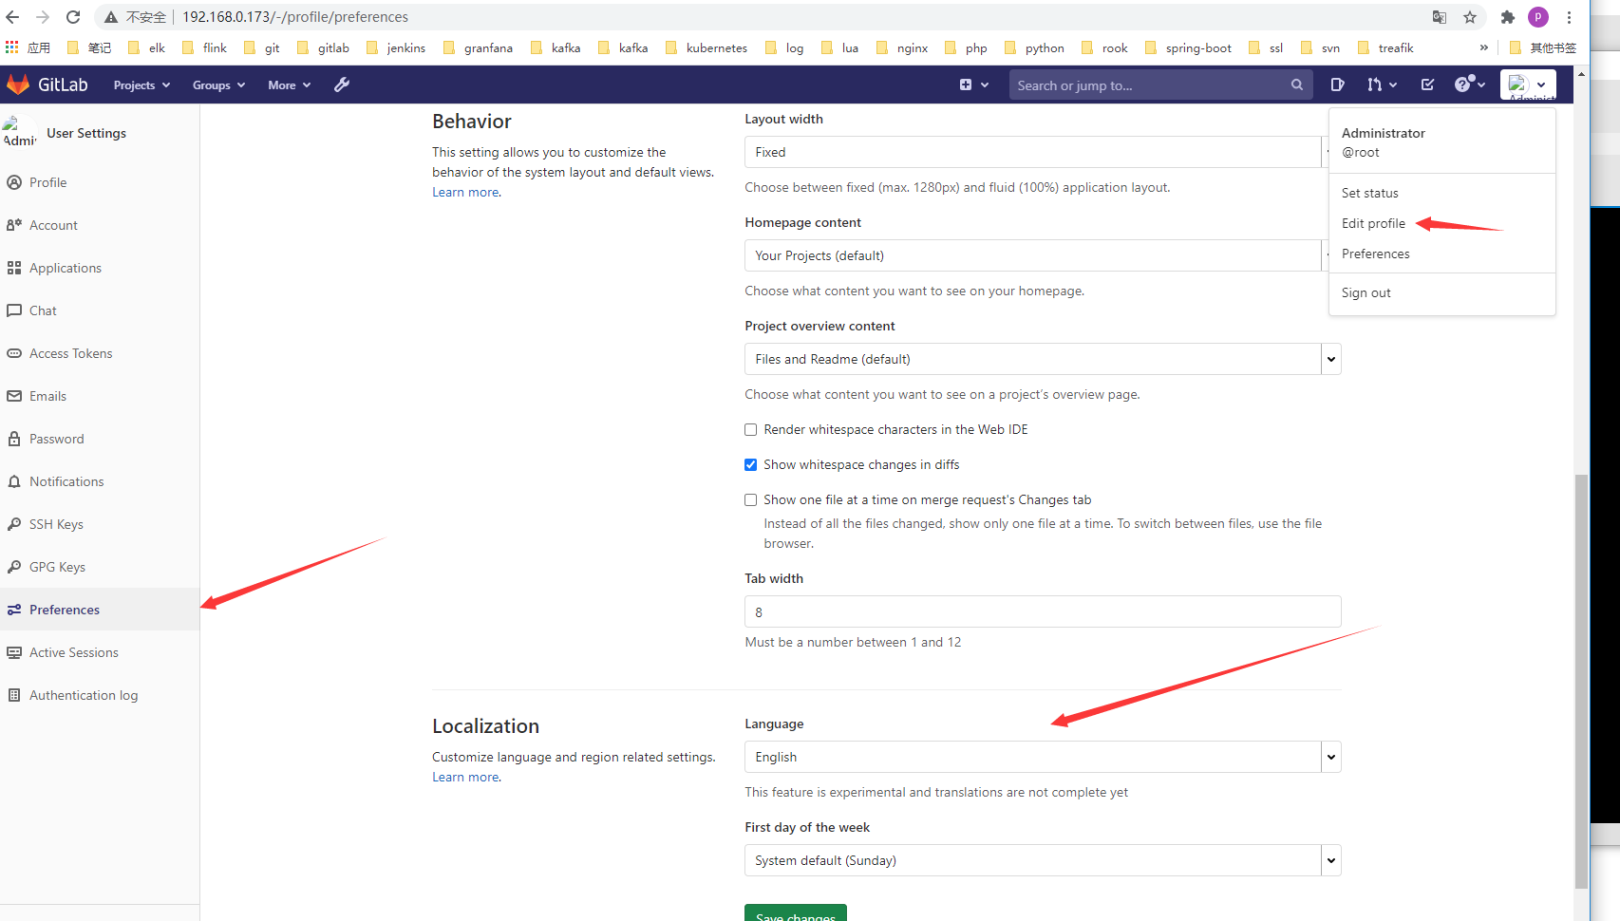 不安全 192.168.0.173/-/profile/preferences P
应用 笔记 elk flink git gitlab jenkins granfana kafka kafka kubernetes log lua nginx php python rook spring-boot ssl svn treafik » 其他书签
GitLab Projects Groups More Search or jump to...
Administ
Admi User Settings
Profile
Account
Applications
Chat
Access Tokens
Emails
Password
Notifications
SSH Keys
GPG Keys
Preferences
Active Sessions
Authentication log
Behavior
This setting allows you to customize the
behavior of the system layout and default views.
Learn more.
Layout width
Fixed
Choose between fixed (max. 1280px) and fluid (100%) application layout.
Homepage content
Your Projects (default)
Choose what content you want to see on your homepage.
Project overview content
Files and Readme (default)
Choose what content you want to see on a project's overview page.
Render whitespace characters in the Web IDE
Show whitespace changes in diffs
Show one file at a time on merge request's Changes tab
Instead of all the files changed, show only one file at a time. To switch between files, use the file
browser.
Tab width
8
Must be a number between 1 and 12
Localization
Customize language and region related settings.
Learn more.
Language
English
This feature is experimental and translations are not complete yet
First day of the week
System default (Sunday)
Save changes
Administrator
@root
Set status
Edit profile
Preferences
Sign out